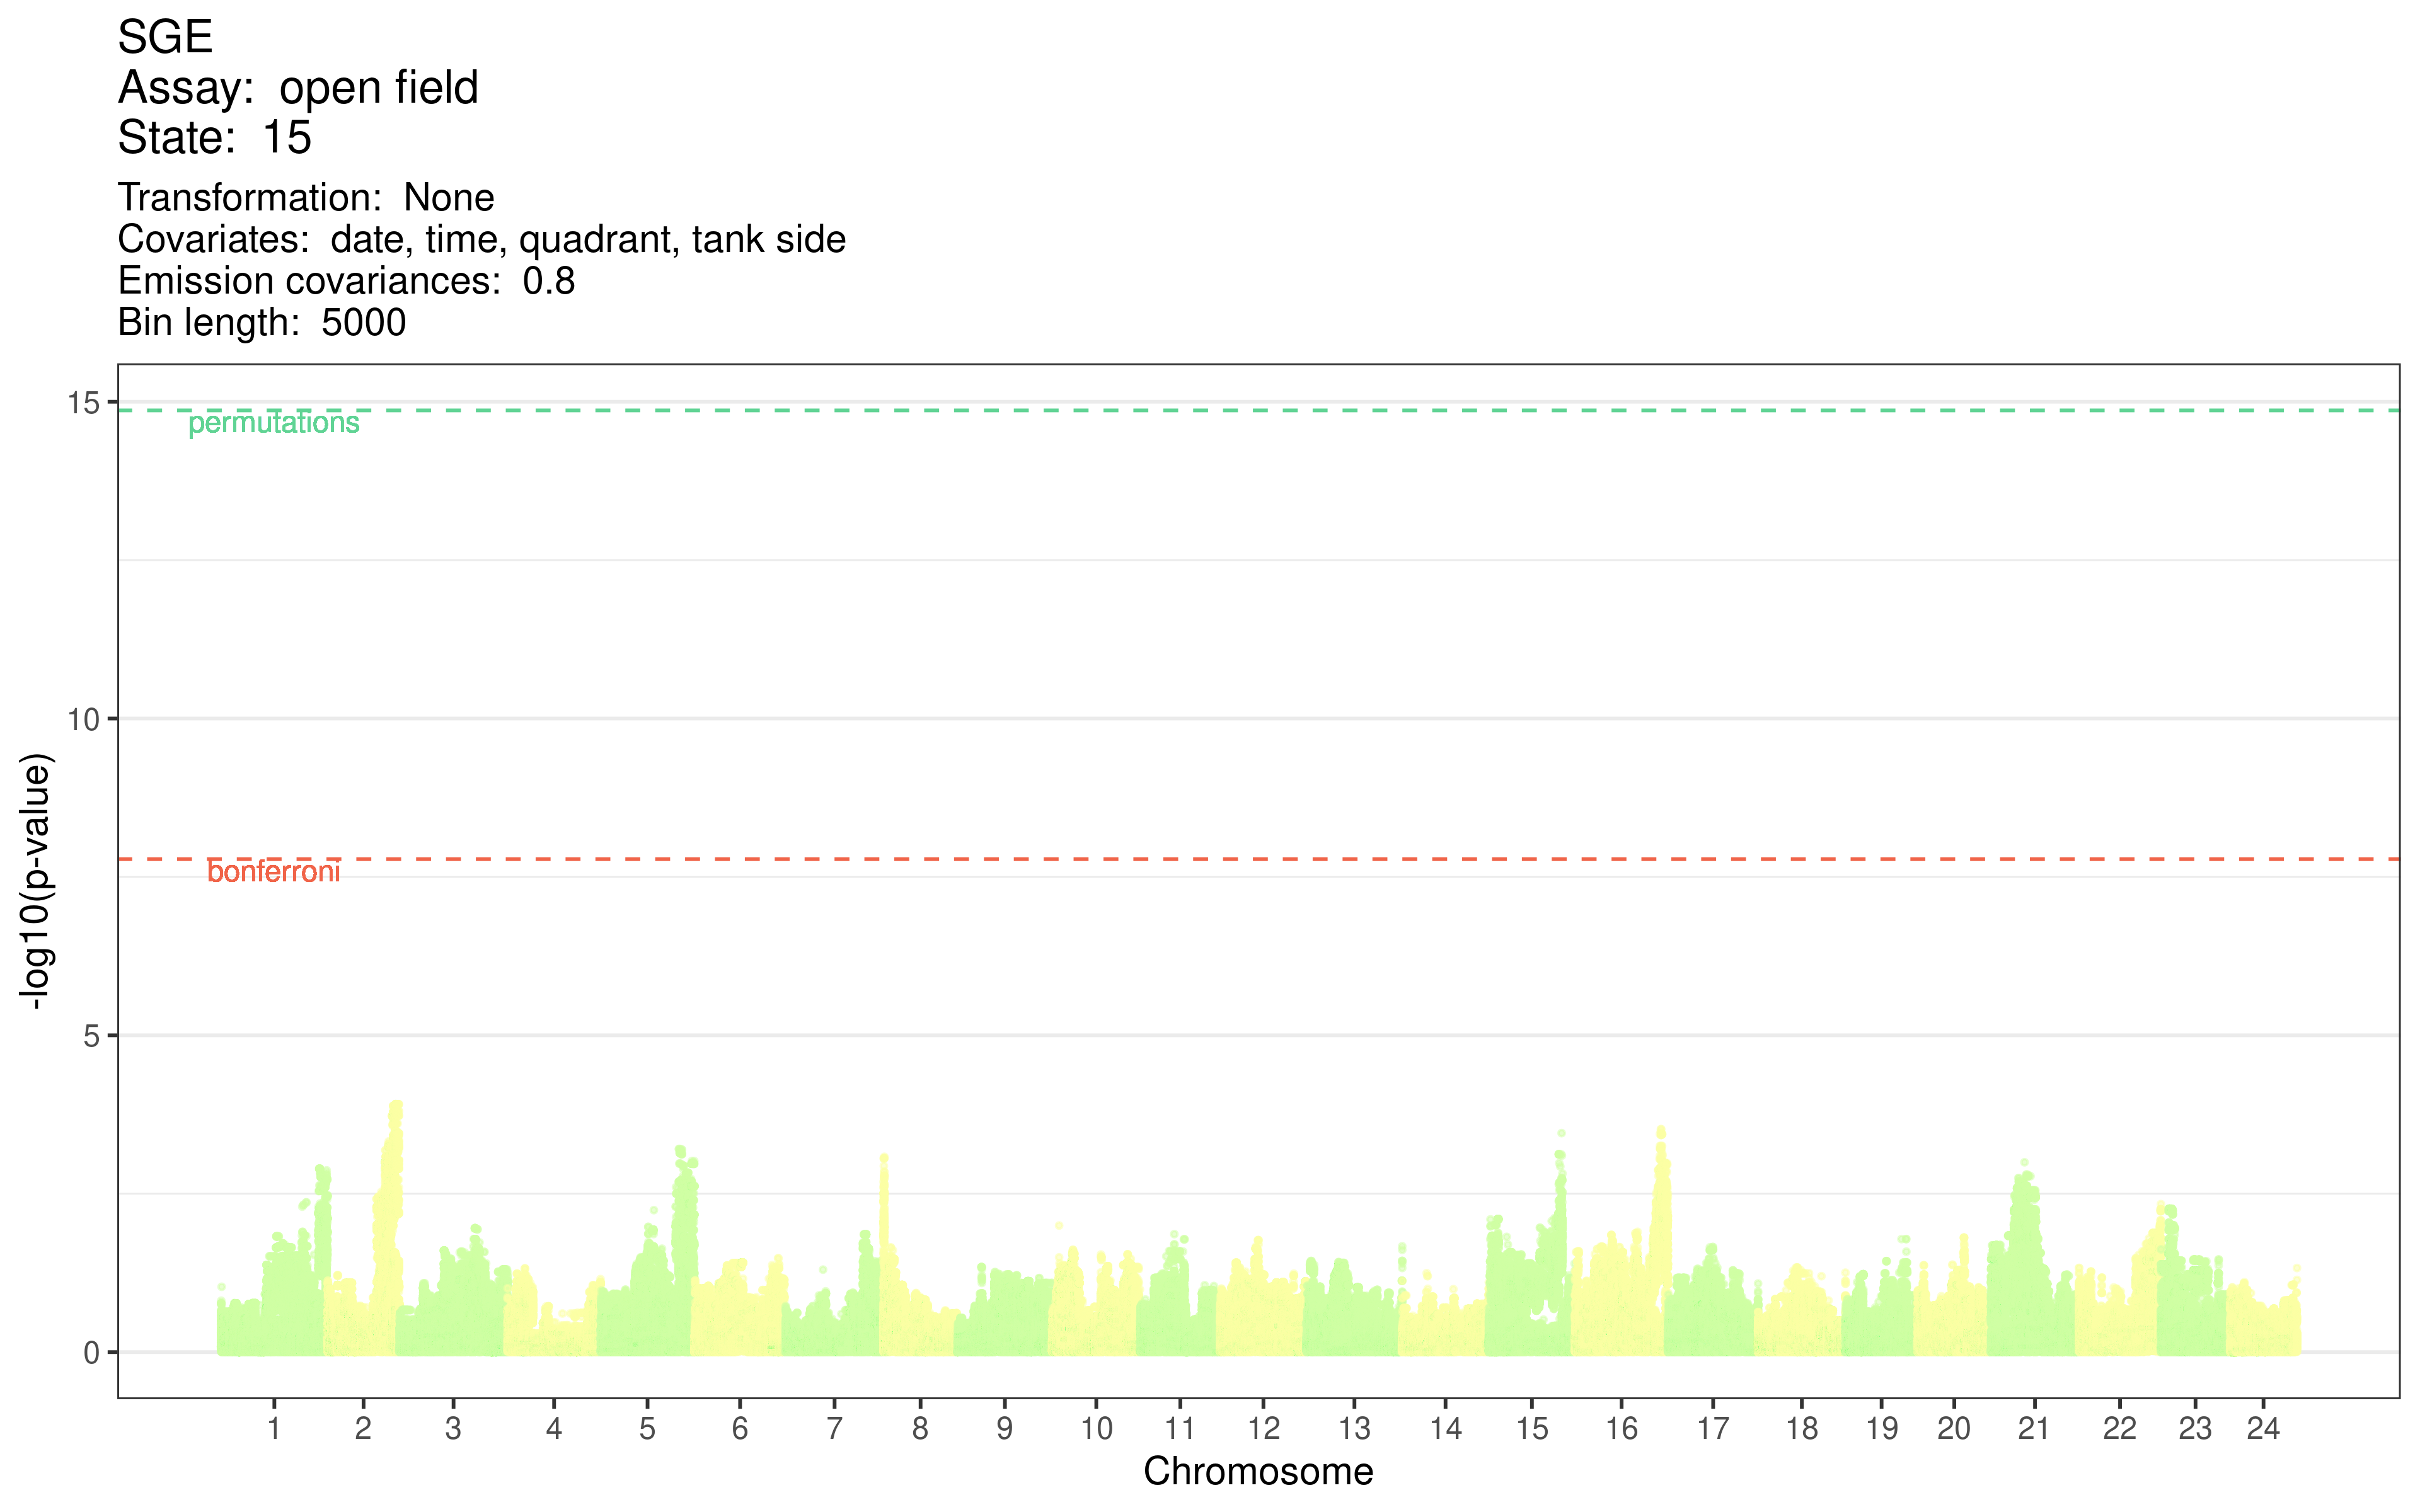 SGE
Assay: open field
State: 15
Transformation: None
Covariates: date, time, quadrant, tank side
Emission covariances: 0.8
Bin length: 5000
15
permutations
10
bonferroni
5
0
-log10(p-value)
1 2 3 4 5 6 7 8 9 10 11 12 13 14 15 16 17 18 19 20 21 22 23 24
Chromosome